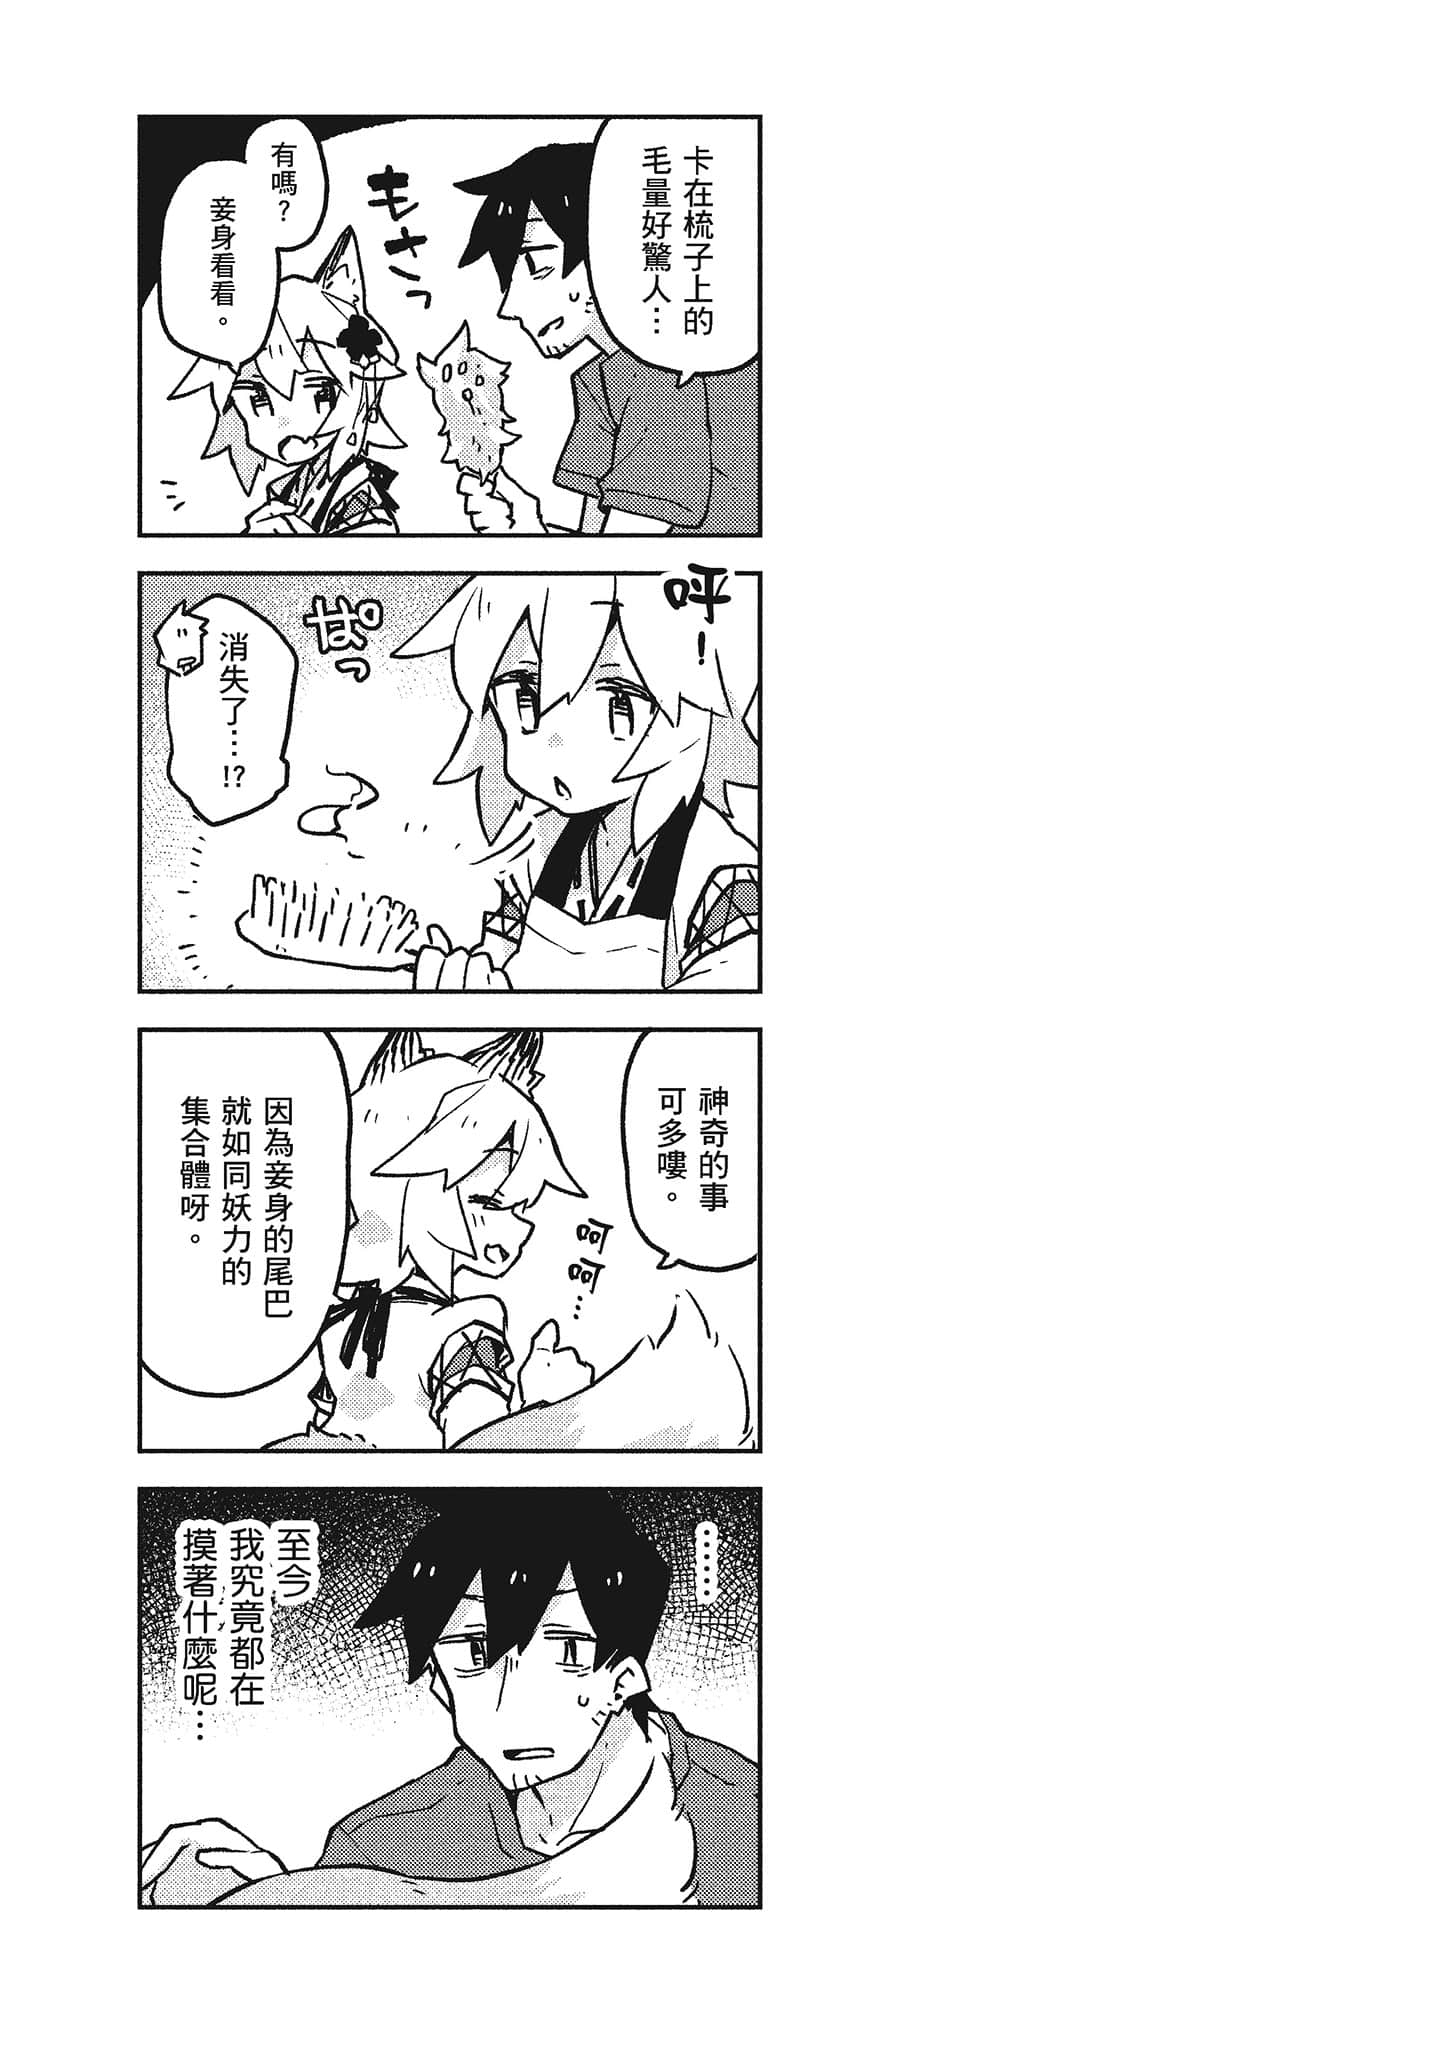 卡在梳子上的
毛量好驚人…
もさっ
有嗎？
妾身看看。
呼！
ぱっ
消失了…!?
神奇的事
可多嘍。
呵呵…
因為妾身的尾巴
就如同妖力的
集合體呀。
……
至今
我究竟都在
摸著什麼呢…